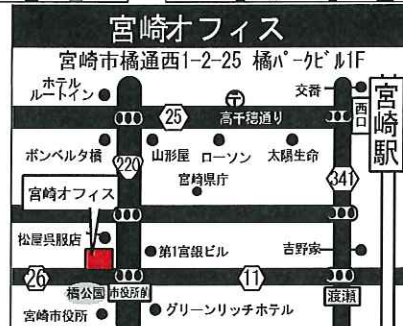 宮崎オフィス
宮崎市橘通西1-2-25 橘パークビル1F
ホテル
ルートイン
交番
西口
宮崎駅
25
高千穂通り
ボンベルタ橘
220
山形屋
ローソン
太陽生命
341
宮崎県庁
宮崎オフィス
松屋呉服店
第1宮銀ビル
吉野家
26
橘公園
市役所前
11
渡瀬
宮崎市役所
グリーンリッチホテル